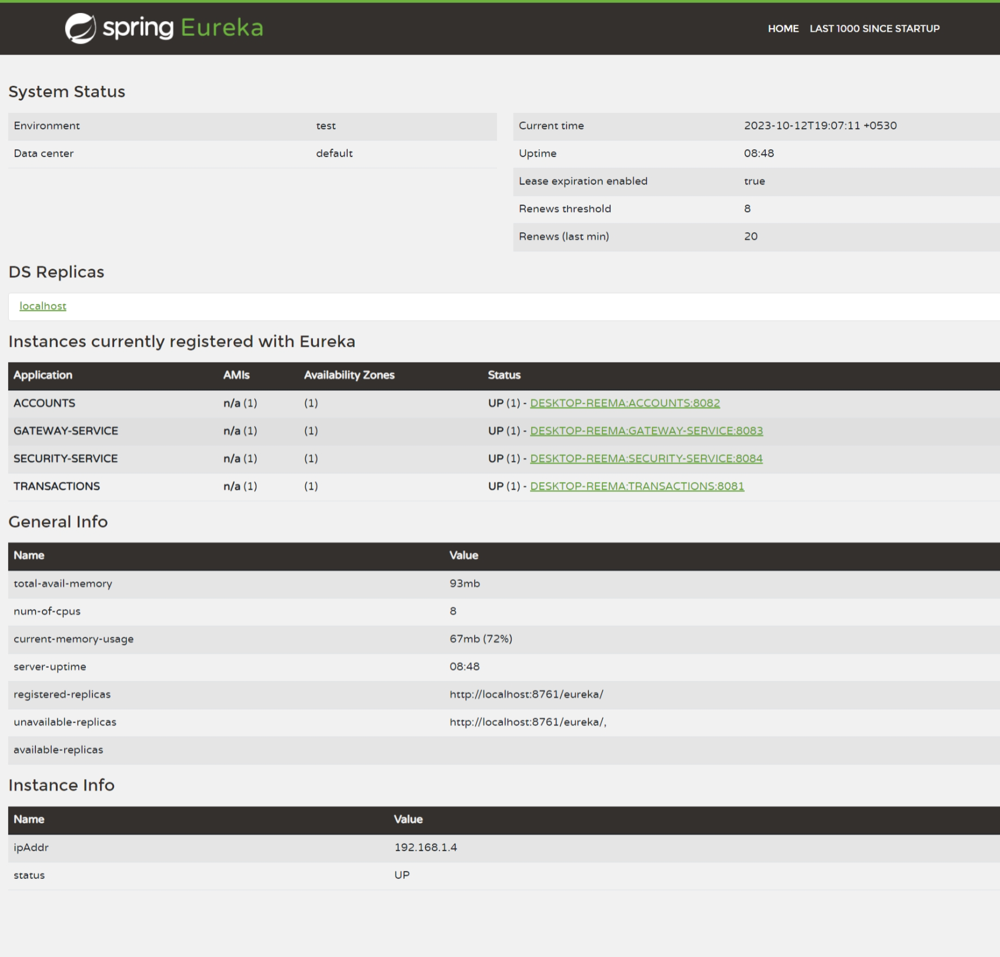 spring Eureka
HOME LAST 1000 SINCE STARTUP
System Status
Environment test
Data center default
Current time 2023-10-12T19:07:11 +0530
Uptime 08:48
Lease expiration enabled true
Renews threshold 8
Renews (last min) 20
DS Replicas
localhost
Instances currently registered with Eureka
Application AMIs Availability Zones Status
ACCOUNTS n/a (1) (1) UP (1) - DESKTOP-REEMA:ACCOUNTS:8082
GATEWAY-SERVICE n/a (1) (1) UP (1) - DESKTOP-REEMA:GATEWAY-SERVICE:8083
SECURITY-SERVICE n/a (1) (1) UP (1) - DESKTOP-REEMA:SECURITY-SERVICE:8084
TRANSACTIONS n/a (1) (1) UP (1) - DESKTOP-REEMA:TRANSACTIONS:8081
General Info
Name Value
total-avail-memory 93mb
num-of-cpus 8
current-memory-usage 67mb (72%)
server-uptime 08:48
registered-replicas http://localhost:8761/eureka/
unavailable-replicas http://localhost:8761/eureka/,
available-replicas
Instance Info
Name Value
ipAddr 192.168.1.4
status UP